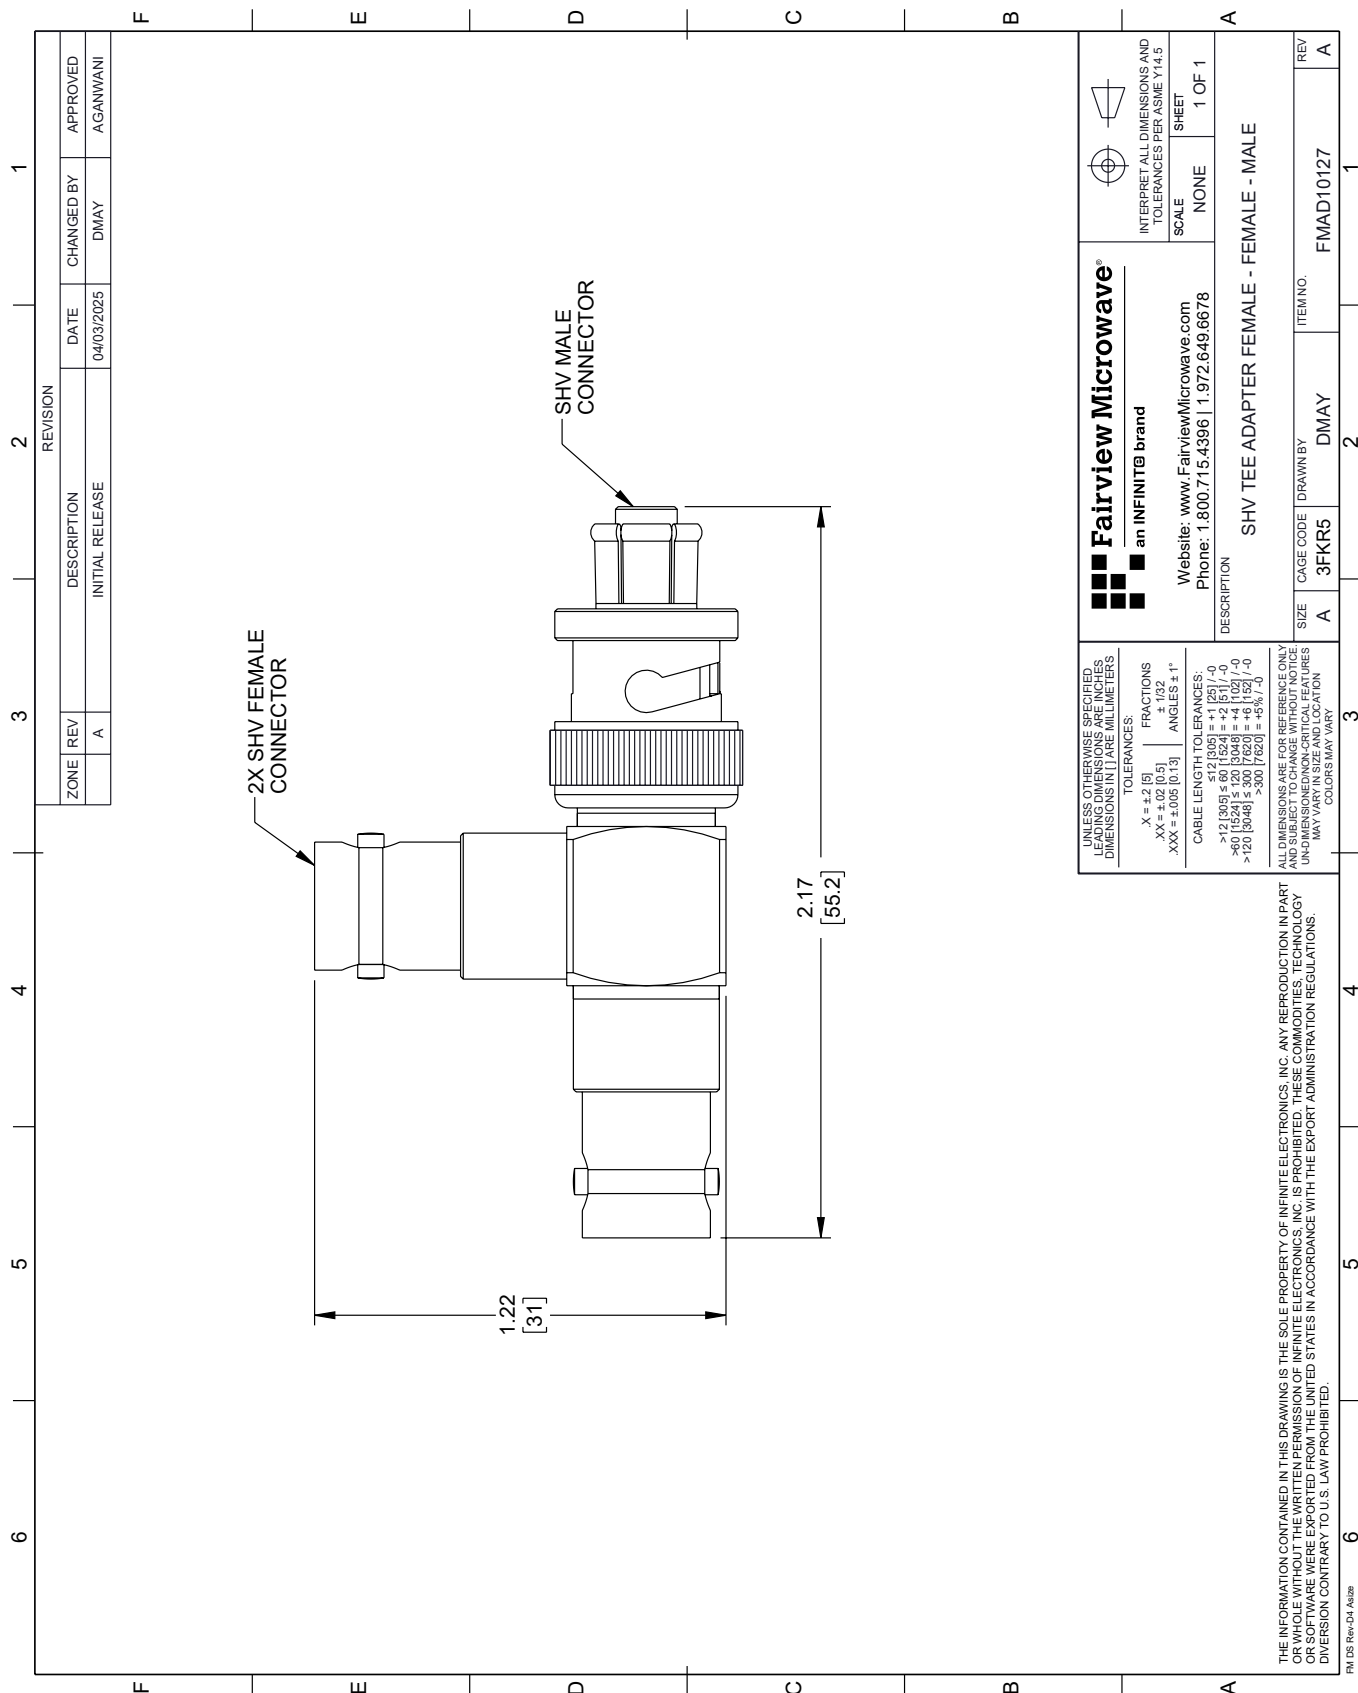 6
5
4
3
2
1
REVISION
ZONE REV DESCRIPTION DATE CHANGED BY APPROVED
A INITIAL RELEASE 04/03/2025 DMAY AGANWANI
F
E
D
C
B
A
F
E
D
C
B
A
2X SHV FEMALE
CONNECTOR
SHV MALE
CONNECTOR
1.22
[31]
2.17
[55.2]
UNLESS OTHERWISE SPECIFIED
LEADING DIMENSIONS ARE INCHES
DIMENSIONS IN [ ] ARE MILLIMETERS
TOLERANCES:
.X = ±.2 [5]
.XX = ±.02 [0.5]
.XXX = ±.005 [0.13]
FRACTIONS
± 1/32
ANGLES ± 1°
CABLE LENGTH TOLERANCES:
≤12 [305] = +1 [25] / -0
>12 [305] ≤ 60 [1524] = +2 [51] / -0
>60 [1524] ≤ 120 [3048] = +4 [102] / -0
>120 [3048] ≤ 300 [7620] = +6 [152] / -0
>300 [7620] = +5% / -0
ALL DIMENSIONS ARE FOR REFERENCE ONLY
AND SUBJECT TO CHANGE WITHOUT NOTICE.
UN-DIMENSIONED/NON-CRITICAL FEATURES
MAY VARY IN SIZE AND LOCATION
COLORS MAY VARY
Fairview Microwave®
an INFINIT@ brand
Website: www.FairviewMicrowave.com
Phone: 1.800.715.4396 | 1.972.649.6678
INTERPRET ALL DIMENSIONS AND
TOLERANCES PER ASME Y14.5
SCALE
NONE
SHEET
1 OF 1
DESCRIPTION
SHV TEE ADAPTER FEMALE - FEMALE - MALE
SIZE
A
CAGE CODE
3FKR5
DRAWN BY
DMAY
ITEM NO.
FMAD10127
REV
A
THE INFORMATION CONTAINED IN THIS DRAWING IS THE SOLE PROPERTY OF INFINITE ELECTRONICS, INC. ANY REPRODUCTION IN PART
OR WHOLE WITHOUT THE WRITTEN PERMISSION OF INFINITE ELECTRONICS, INC. IS PROHIBITED. THESE COMMODITIES, TECHNOLOGY
OR SOFTWARE WERE EXPORTED FROM THE UNITED STATES IN ACCORDANCE WITH THE EXPORT ADMINISTRATION REGULATIONS.
DIVERSION CONTRARY TO U.S. LAW PROHIBITED.
6
5
4
3
2
1
FM DS Rev-D4 Asize